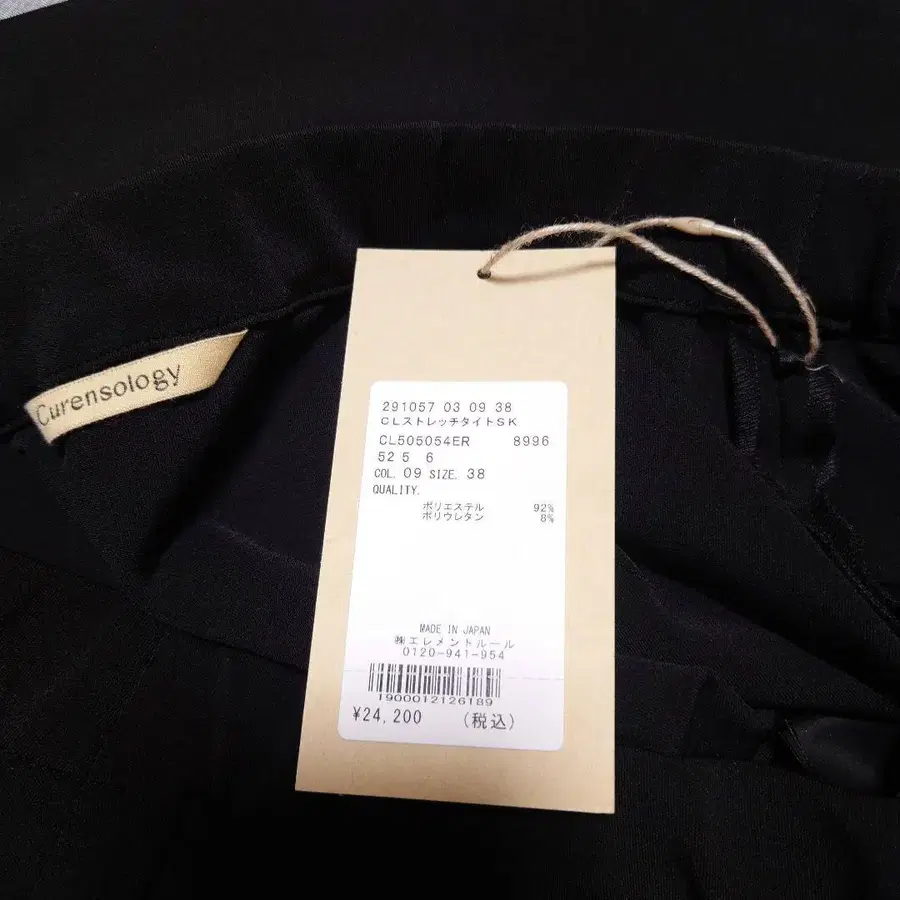 Curensology
291057 03 09 38
CLストレッチタイトSK
CL505054ER 8996
52 5 6
COL. 09 SIZE. 38
QUALITY.
ポリエステル 92%
ポリウレタン 8%
MADE IN JAPAN
㈱エレメントルール
0120-941-954
1900012126189
¥24,200 (税込)